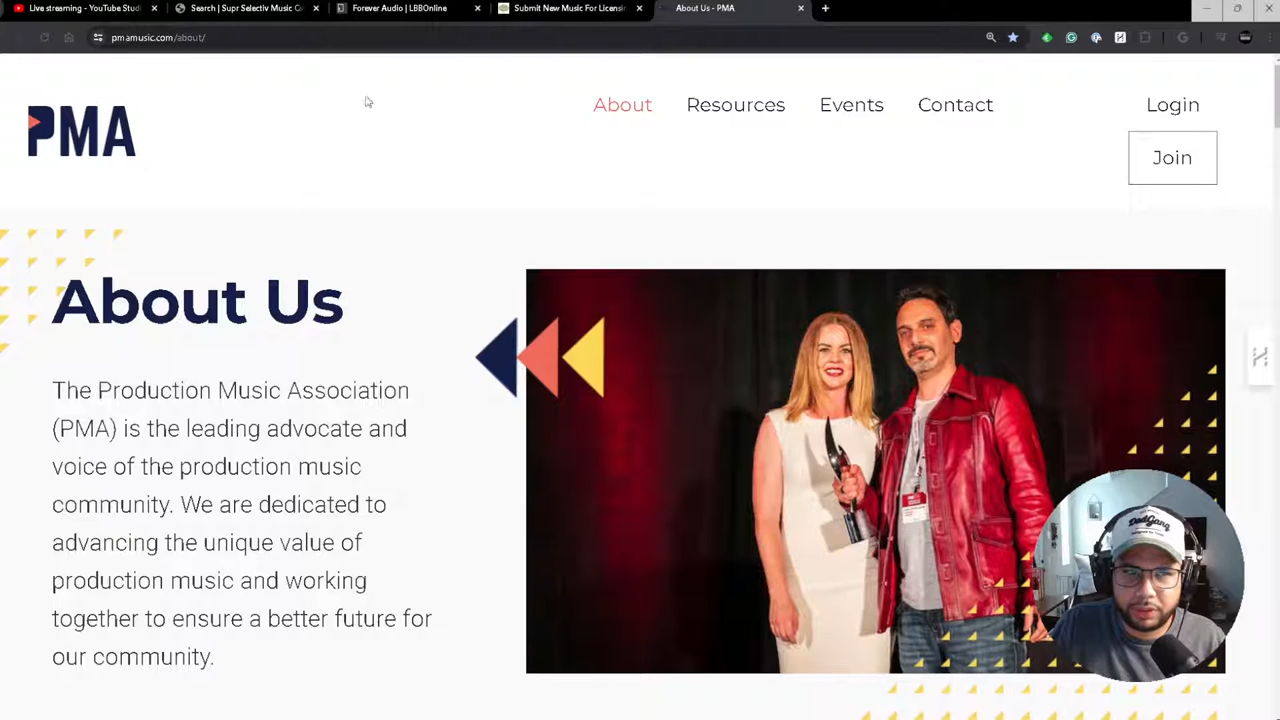 Live streaming - YouTube Studi
Search | Supr Selectiv Music C
Forever Audio | LBBOnline
Submit New Music For Licensin
About Us - PMA
pmamusic.com/about/
PMA
About
Resources
Events
Contact
Login
Join
About Us
The Production Music Association
(PMA) is the leading advocate and
voice of the production music
community. We are dedicated to
advancing the unique value of
production music and working
together to ensure a better future for
our community.
DadGang